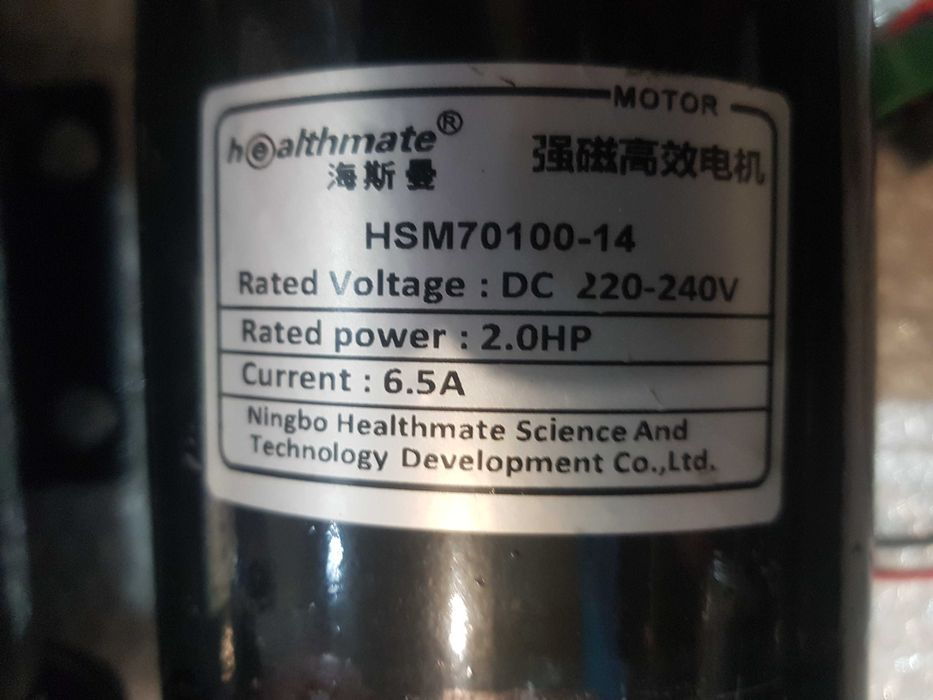 MOTOR
healthmate®
海斯曼
强磁高效电机
HSM70100-14
Rated Voltage : DC 220-240V
Rated power : 2.0HP
Current : 6.5A
Ningbo Healthmate Science And
Technology Development Co.,Ltd.